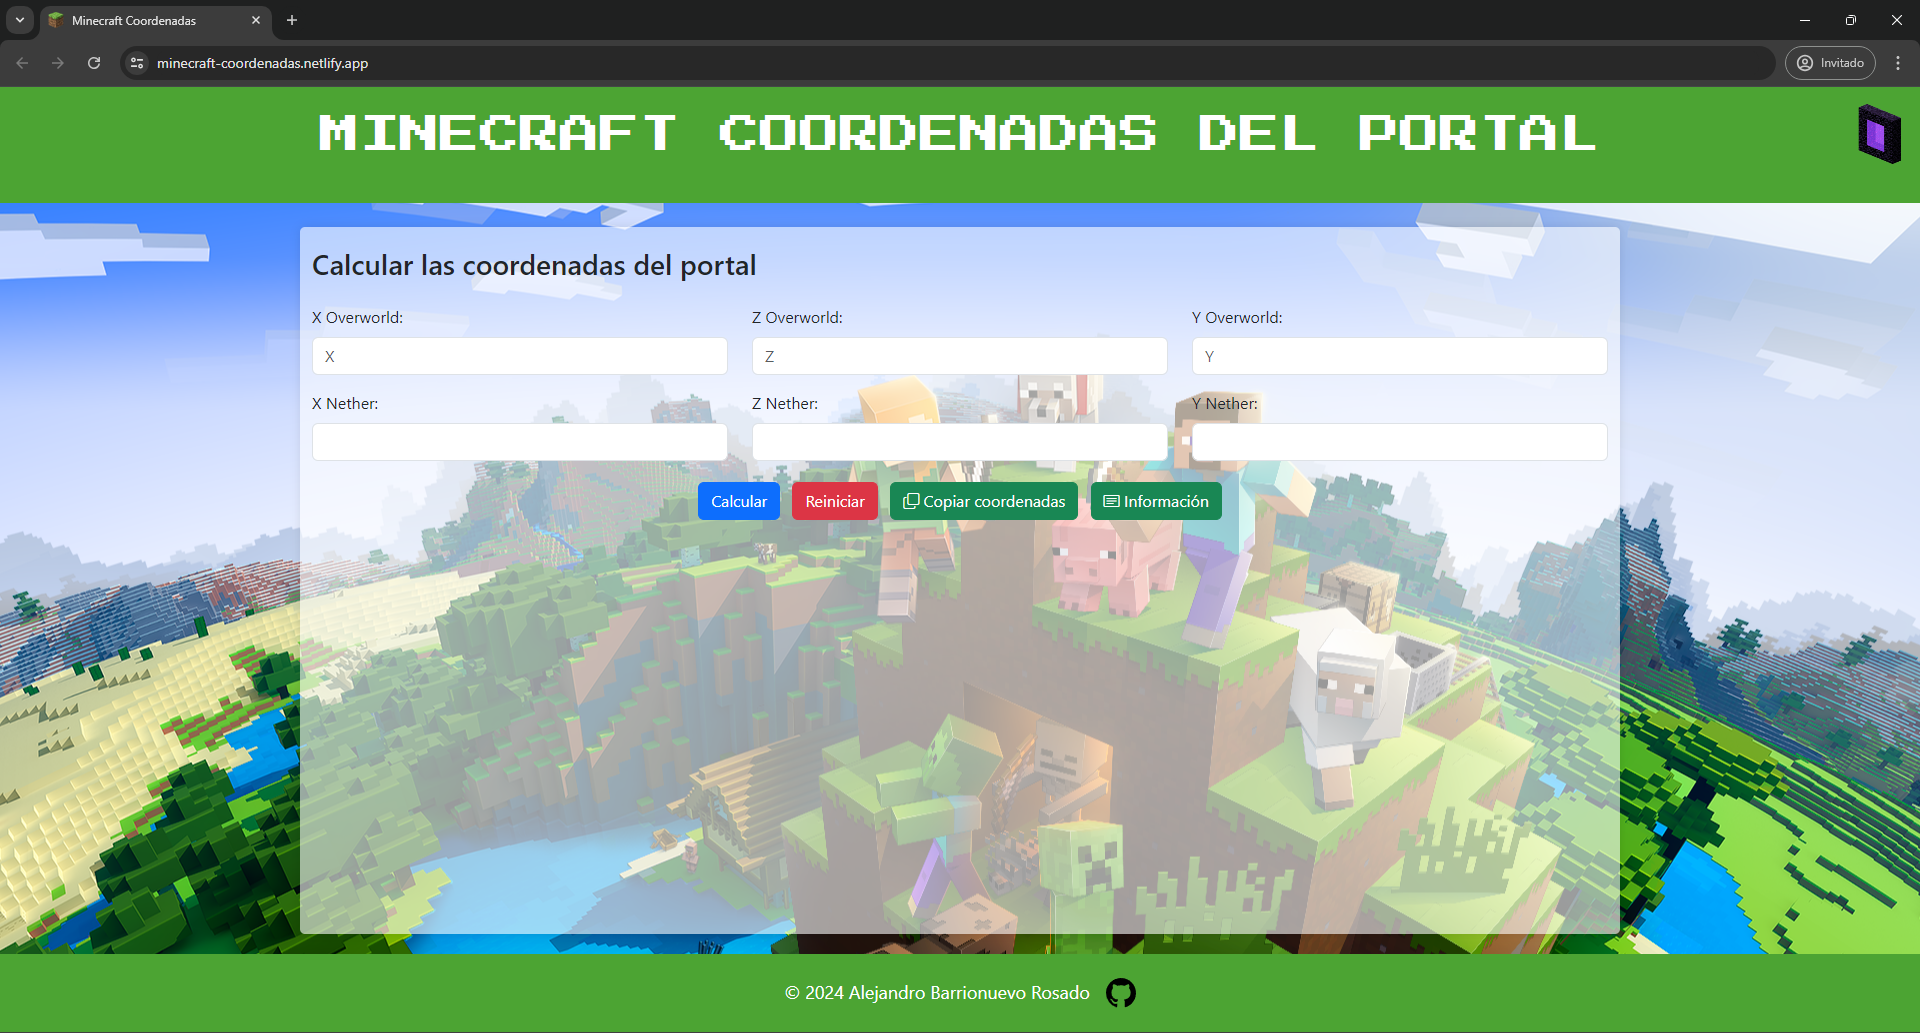 Minecraft Coordenadas
minecraft-coordenadas.netlify.app
Invitado
MINECRAFT COORDENADAS DEL PORTAL
Calcular las coordenadas del portal
X Overworld: Z Overworld: Y Overworld:
X Z Y
X Nether: Z Nether: Y Nether:
Calcular Reiniciar Copiar coordenadas Información
© 2024 Alejandro Barrionuevo Rosado